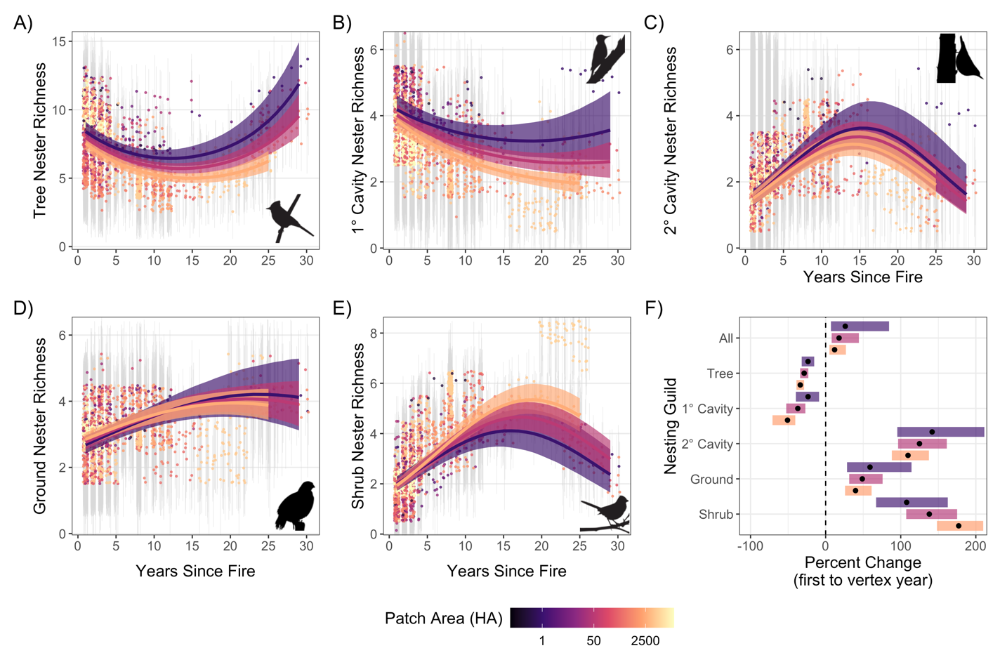 A)
Tree Nester Richness
15
10
5
0
0 5 10 15 20 25 30
B)
1° Cavity Nester Richness
6
4
2
0
0 5 10 15 20 25 30
C)
2° Cavity Nester Richness
6
4
2
0
0 5 10 15 20 25 30
Years Since Fire
D)
Ground Nester Richness
6
4
2
0
0 5 10 15 20 25 30
Years Since Fire
E)
Shrub Nester Richness
8
6
4
2
0
0 5 10 15 20 25 30
Years Since Fire
F)
Nesting Guild
All
Tree
1° Cavity
2° Cavity
Ground
Shrub
-100 0 100 200
Percent Change
(first to vertex year)
Patch Area (HA)
1 50 2500